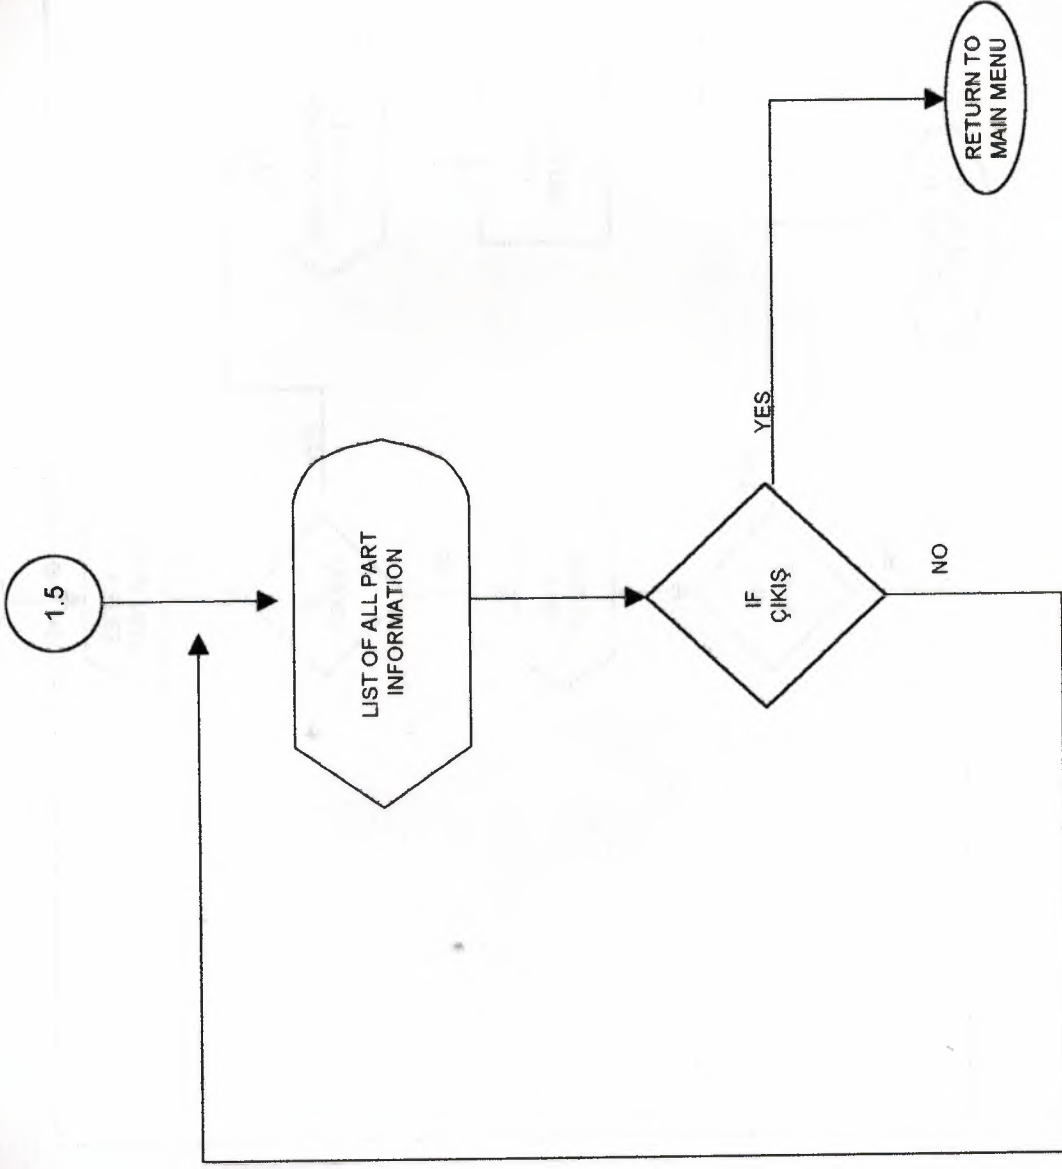 1.5
LIST OF ALL PART
INFORMATION
IF
ÇIKIŞ
YES
NO
RETURN TO
MAIN MENU